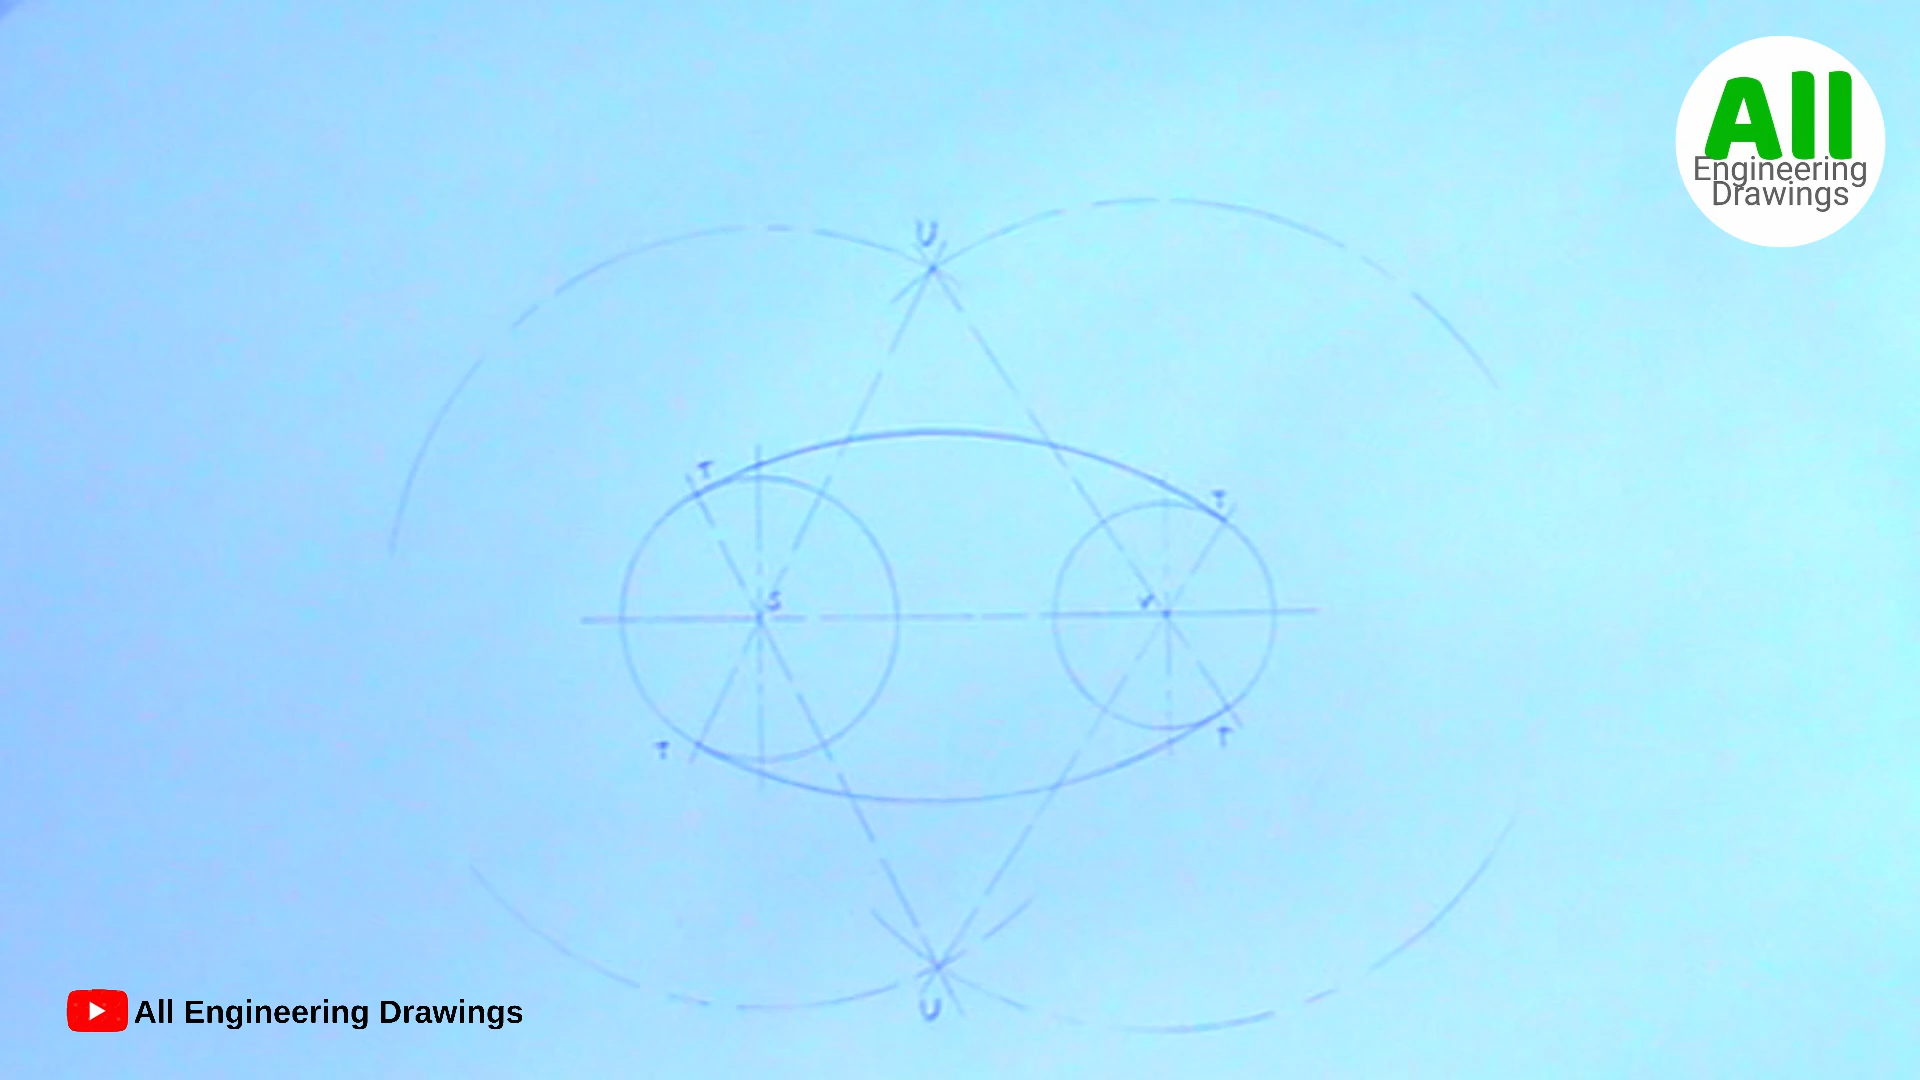 All
Engineering
Drawings
U
T
T
S
V
T
T
U
All Engineering Drawings